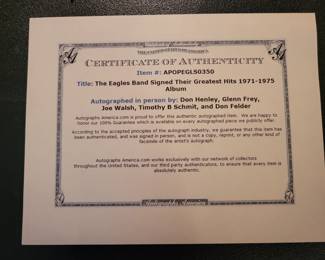 CERTIFICATE OF AUTHENTICITY
Item #: APOPEGLS0350
Title: The Eagles Band Signed Their Greatest Hits 1971-1975
Album
Autographed in person by: Don Henley, Glenn Frey,
Joe Walsh, Timothy B Schmit, and Don Felder
Autographs America.com is proud to offer this authentic autographed item. We are happy to
honor our 100% Guarantee which is available on every autographed piece we publicly offer.
According to the accepted principles of the autograph industry, we guarantee that this item has
been authenticated, and was signed in person, and is not a copy, reprint, or any other kind of
facsimile of the artist's autograph.
Autographs America.com works exclusively with our network of collectors
throughout the United States, and our third party authenticators, to ensure that every item is
absolutely authentic.
Autographs America